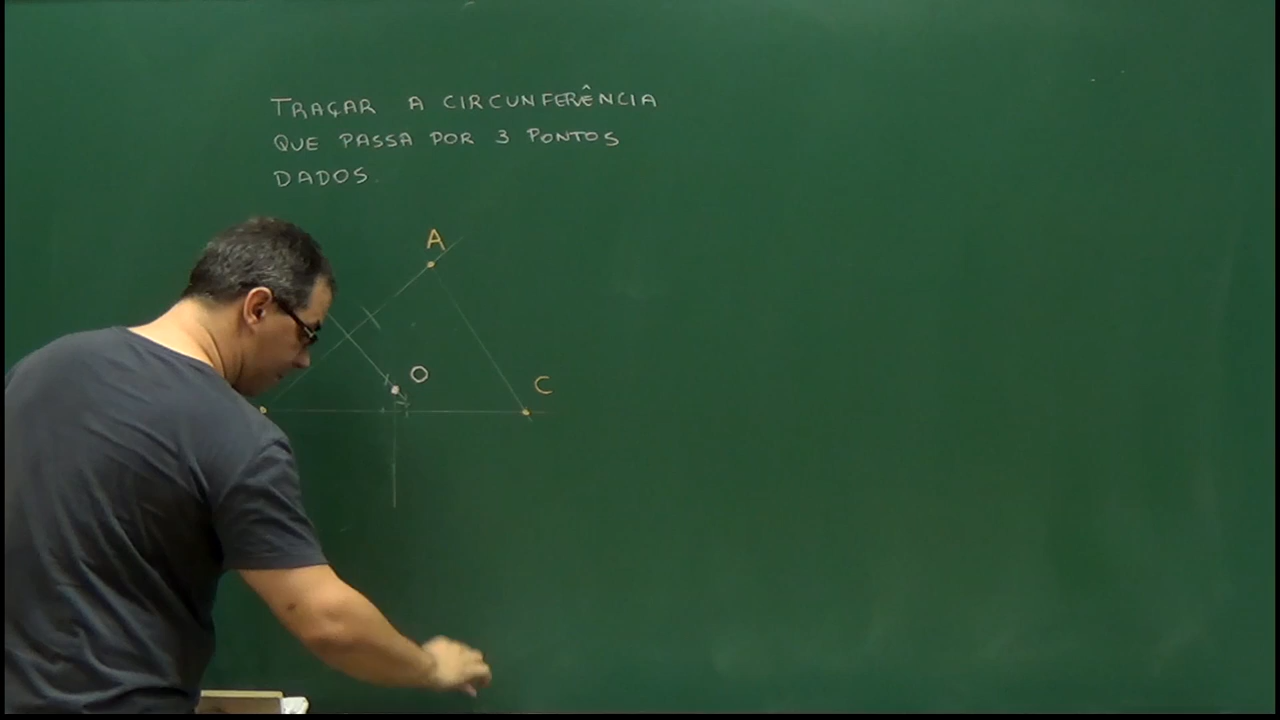 TRAÇAR A CIRCUNFERÊNCIA
QUE PASSA POR 3 PONTOS
DADOS.
A
O
C